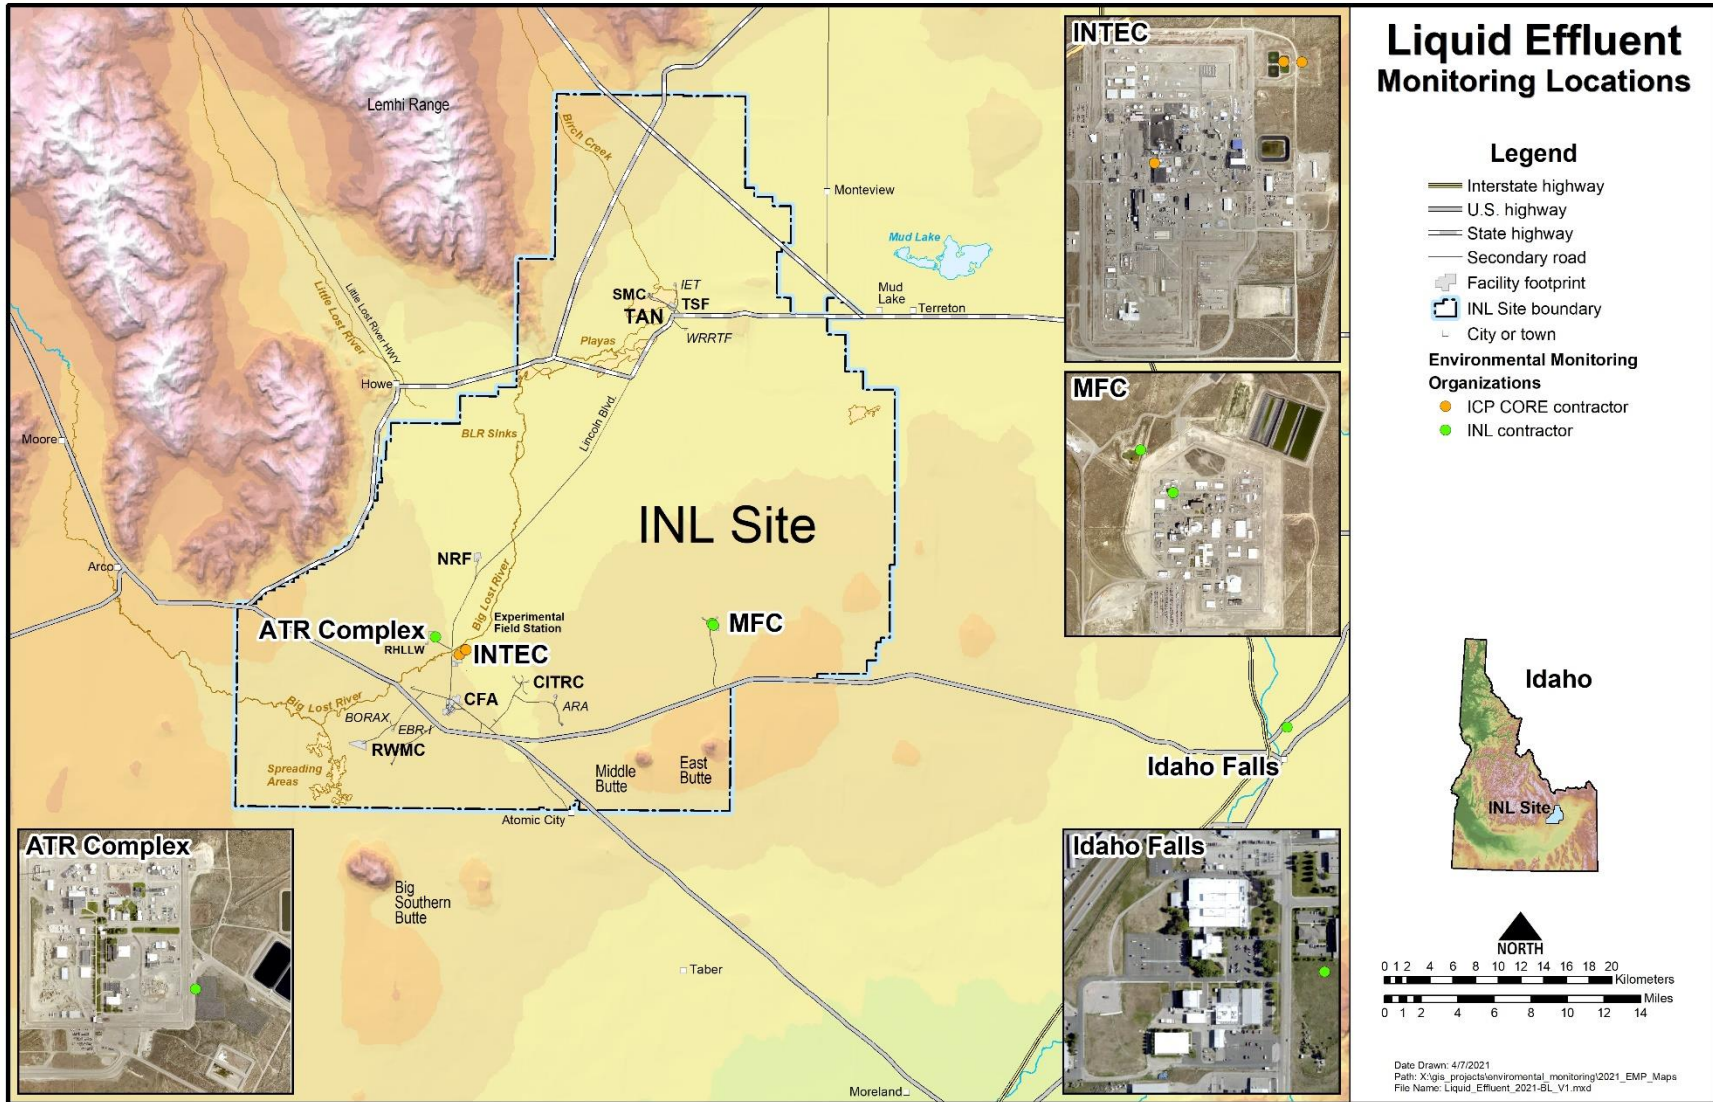 Liquid Effluent
Monitoring Locations
Legend
Interstate highway
U.S. highway
State highway
Secondary road
Facility footprint
INL Site boundary
City or town
Environmental Monitoring
Organizations
ICP CORE contractor
INL contractor
Idaho
INL Site
NORTH
0 1 2 4 6 8 10 12 14 16 18 20
Kilometers
Miles
0 1 2 4 6 8 10 12 14
Date Drawn: 4/7/2021
Path: X:\gis_projects\enviromental_monitoring\2021_EMP_Maps
File Name: Liquid_Effluent_2021-BL_V1.mxd
Lemhi Range
Birch Creek
Monteview
Mud Lake
Mud
Lake
Terreton
IET
SMC
TSF
TAN
WRRTF
Playas
Little Lost River
Little Lost River HWY
Howe
Moore
BLR Sinks
Lincoln Blvd.
INL Site
Arco
NRF
Big Lost River
Experimental
Field Station
ATR Complex
RHLLW
INTEC
MFC
CITRC
CFA
ARA
Big Lost River
BORAX
EBR-I
RWMC
Spreading
Areas
Middle
Butte
East
Butte
Idaho Falls
Atomic City
Big
Southern
Butte
Taber
Moreland
INTEC
MFC
ATR Complex
Idaho Falls